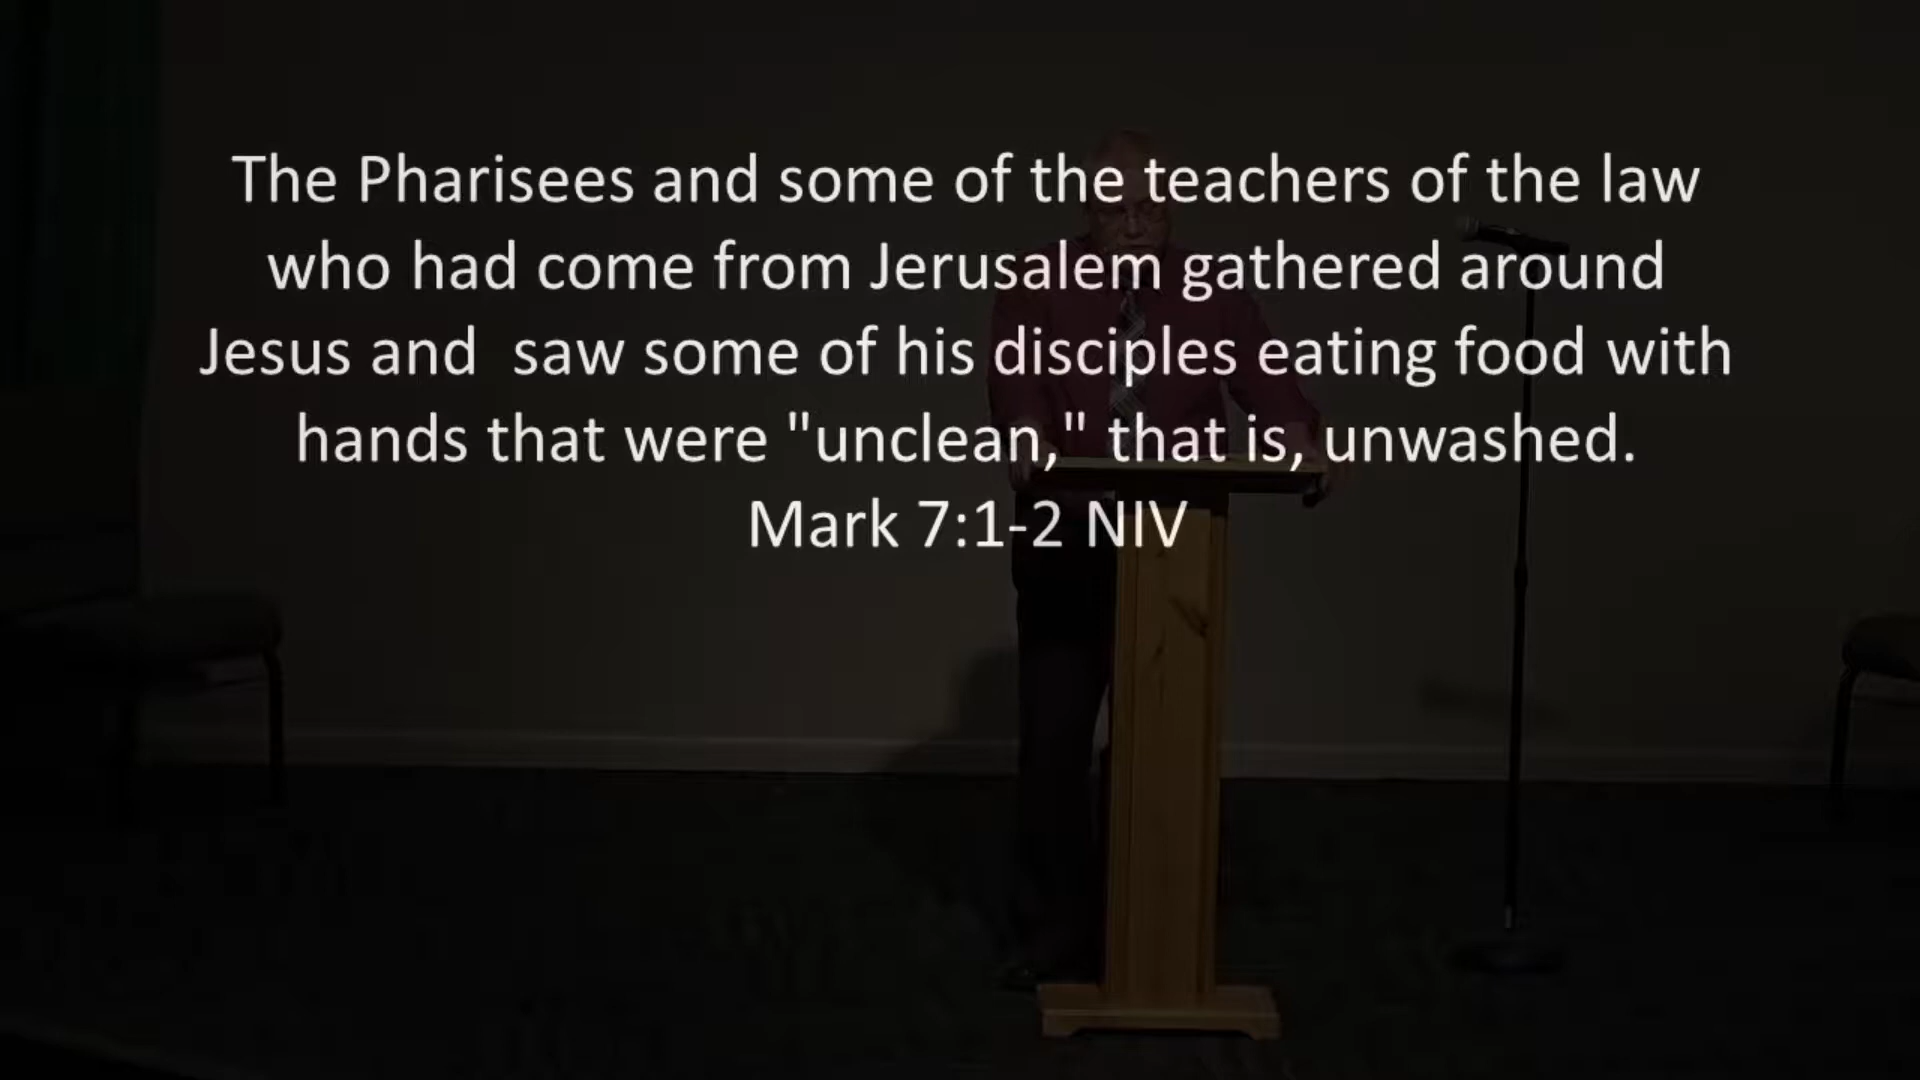 The Pharisees and some of the teachers of the law
who had come from Jerusalem gathered around
Jesus and  saw some of his disciples eating food with
hands that were "unclean," that is, unwashed.
Mark 7:1-2 NIV